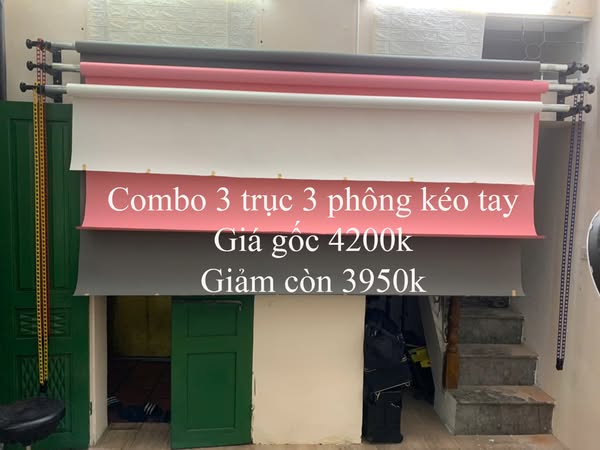 Combo 3 trục 3 phông kéo tay
Giá gốc 4200k
Giảm còn 3950k